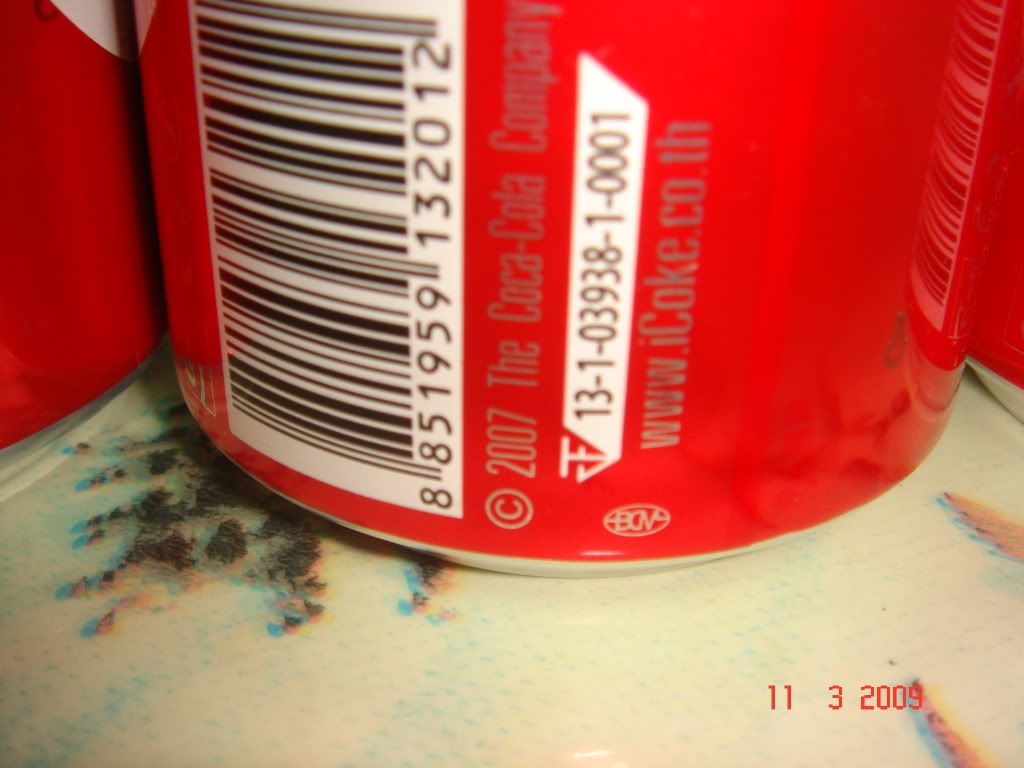 8 851959 132012
© 2007 The Coca-Cola Company
13-1-03938-1-0001
www.iCoke.co.th
BCM
11 3 2009